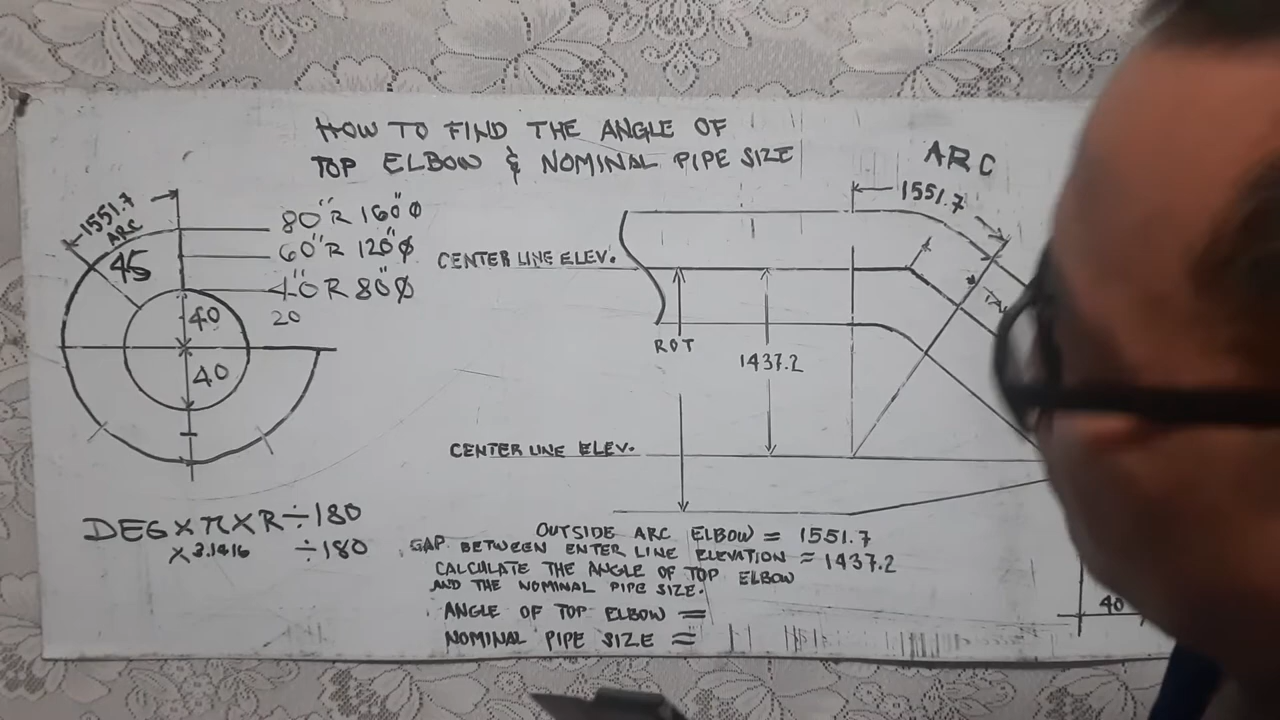 HOW TO FIND THE ANGLE OF
TOP ELBOW & NOMINAL PIPE SIZE
ARC
1551.7
1551.7
ARC
45
80"R 160"Ø
60"R 120"Ø
40"R 80"Ø
20
40
40
CENTER LINE ELEV.
ROT
1437.2
CENTER LINE ELEV.
DEG X π X R ÷ 180
X 3.1416 ÷ 180
OUTSIDE ARC ELBOW = 1551.7
GAP BETWEEN ENTER LINE ELEVATION = 1437.2
CALCULATE THE ANGLE OF TOP ELBOW
AND THE NOMINAL PIPE SIZE.
ANGLE OF TOP ELBOW =
NOMINAL PIPE SIZE =
40